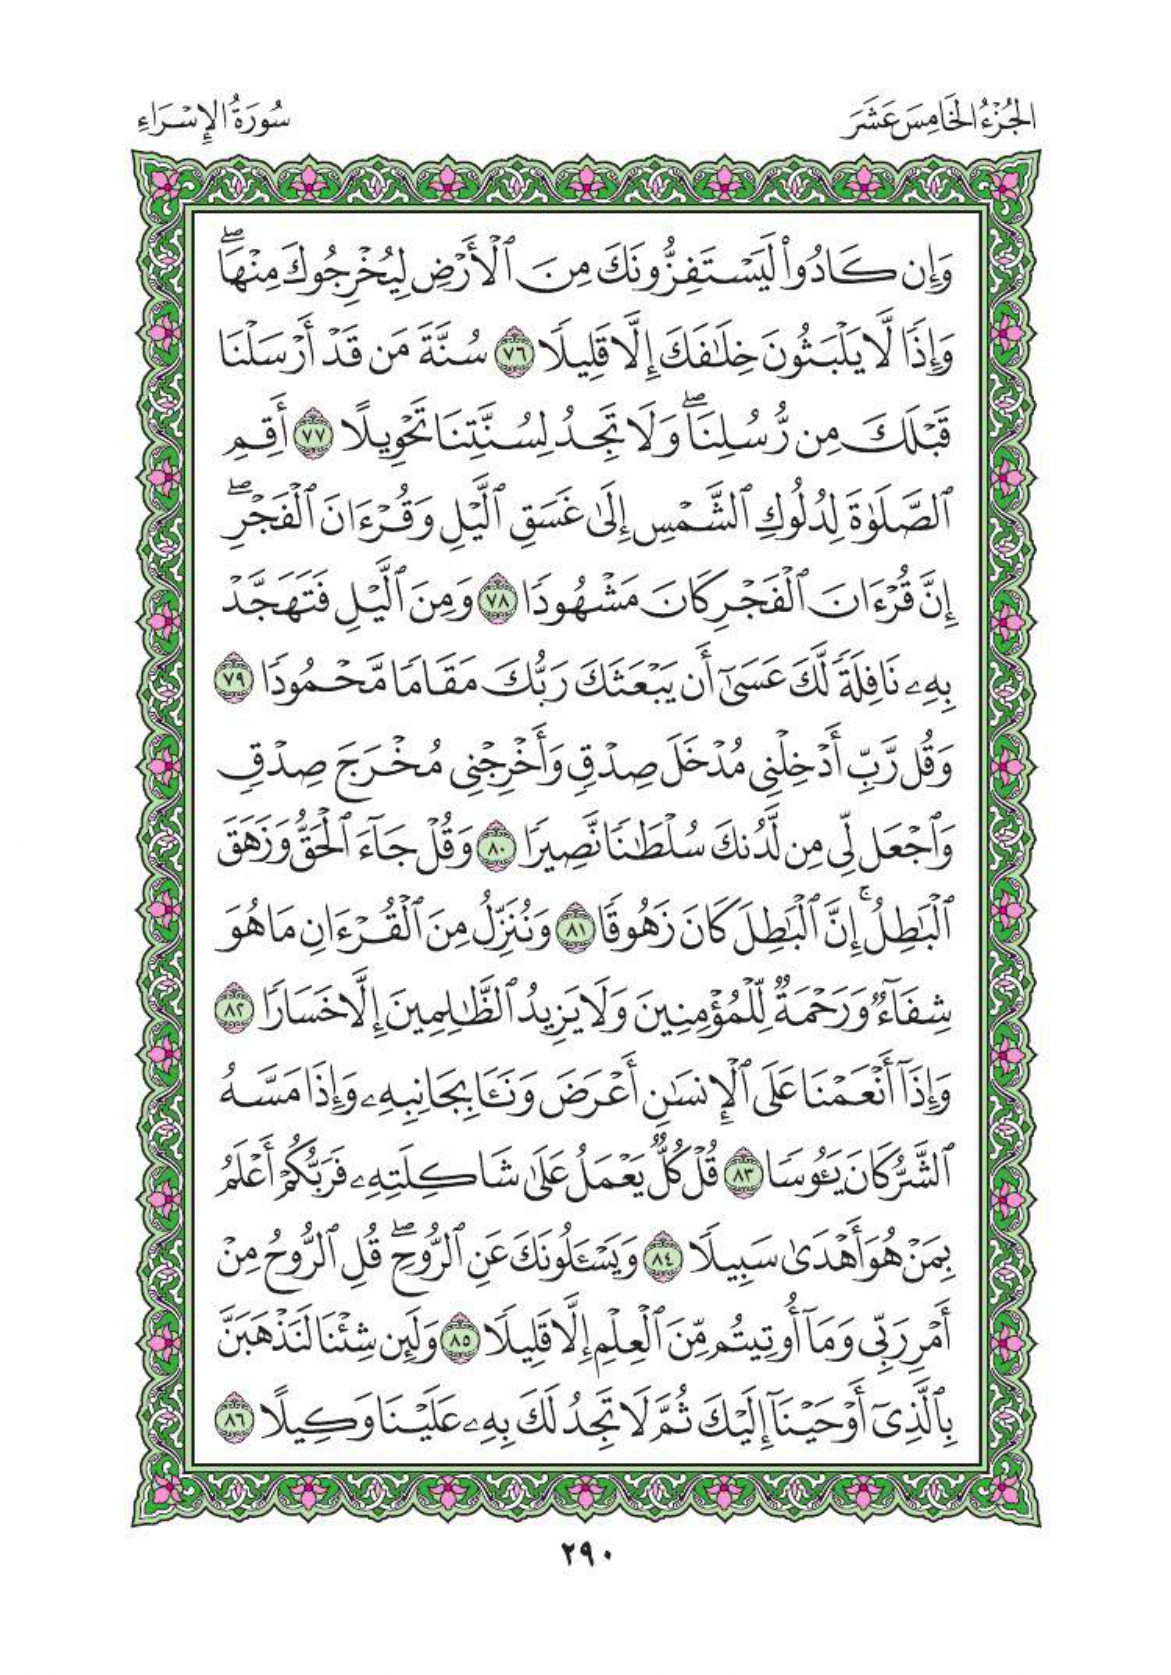 الجُزْءُ الخَامِسَ عَشَرَ
سُورَةُ الإِسْرَاءِ
وَإِن كَادُواْ لَيَسْتَفِزُّونَكَ مِنَ ٱلْأَرْضِ لِيُخْرِجُوكَ مِنْهَاۖ
وَإِذًا لَّا يَلْبَثُونَ خِلَٰفَكَ إِلَّا قَلِيلًا ٧٦ سُنَّةَ مَن قَدْ أَرْسَلْنَا
قَبْلَكَ مِن رُّسُلِنَاۖ وَلَا تَجِدُ لِسُنَّتِنَا تَحْوِيلًا ٧٧ أَقِمِ
ٱلصَّلَوٰةَ لِدُلُوكِ ٱلشَّمْسِ إِلَىٰ غَسَقِ ٱلَّيْلِ وَقُرْءَانَ ٱلْفَجْرِۖ
إِنَّ قُرْءَانَ ٱلْفَجْرِ كَانَ مَشْهُودًا ٧٨ وَمِنَ ٱلَّيْلِ فَتَهَجَّدْ
بِهِۦ نَافِلَةً لَّكَ عَسَىٰٓ أَن يَبْعَثَكَ رَبُّكَ مَقَامًا مَّحْمُودًا ٧٩
وَقُل رَّبِّ أَدْخِلْنِي مُدْخَلَ صِدْقٍ وَأَخْرِجْنِي مُخْرَجَ صِدْقٍ
وَٱجْعَل لِّي مِن لَّدُنكَ سُلْطَٰنًا نَّصِيرًا ٨٠ وَقُلْ جَآءَ ٱلْحَقُّ وَزَهَقَ
ٱلْبَٰطِلُۚ إِنَّ ٱلْبَٰطِلَ كَانَ زَهُوقًا ٨١ وَنُنَزِّلُ مِنَ ٱلْقُرْءَانِ مَا هُوَ
شِفَآءٌ وَرَحْمَةٌ لِّلْمُؤْمِنِينَ وَلَا يَزِيدُ ٱلظَّٰلِمِينَ إِلَّا خَسَارًا ٨٢
وَإِذَآ أَنْعَمْنَا عَلَى ٱلْإِنسَٰنِ أَعْرَضَ وَنَـَٔا بِجَانِبِهِۦ وَإِذَا مَسَّهُ
ٱلشَّرُّ كَانَ يَـُٔوسًا ٨٣ قُلْ كُلٌّ يَعْمَلُ عَلَىٰ شَاكِلَتِهِۦ فَرَبُّكُمْ أَعْلَمُ
بِمَنْ هُوَ أَهْدَىٰ سَبِيلًا ٨٤ وَيَسْـَٔلُونَكَ عَنِ ٱلرُّوحِۖ قُلِ ٱلرُّوحُ مِنْ
أَمْرِ رَبِّي وَمَآ أُوتِيتُم مِّنَ ٱلْعِلْمِ إِلَّا قَلِيلًا ٨٥ وَلَئِن شِئْنَا لَنَذْهَبَنَّ
بِٱلَّذِيٓ أَوْحَيْنَآ إِلَيْكَ ثُمَّ لَا تَجِدُ لَكَ بِهِۦ عَلَيْنَا وَكِيلًا ٨٦
٢٩٠